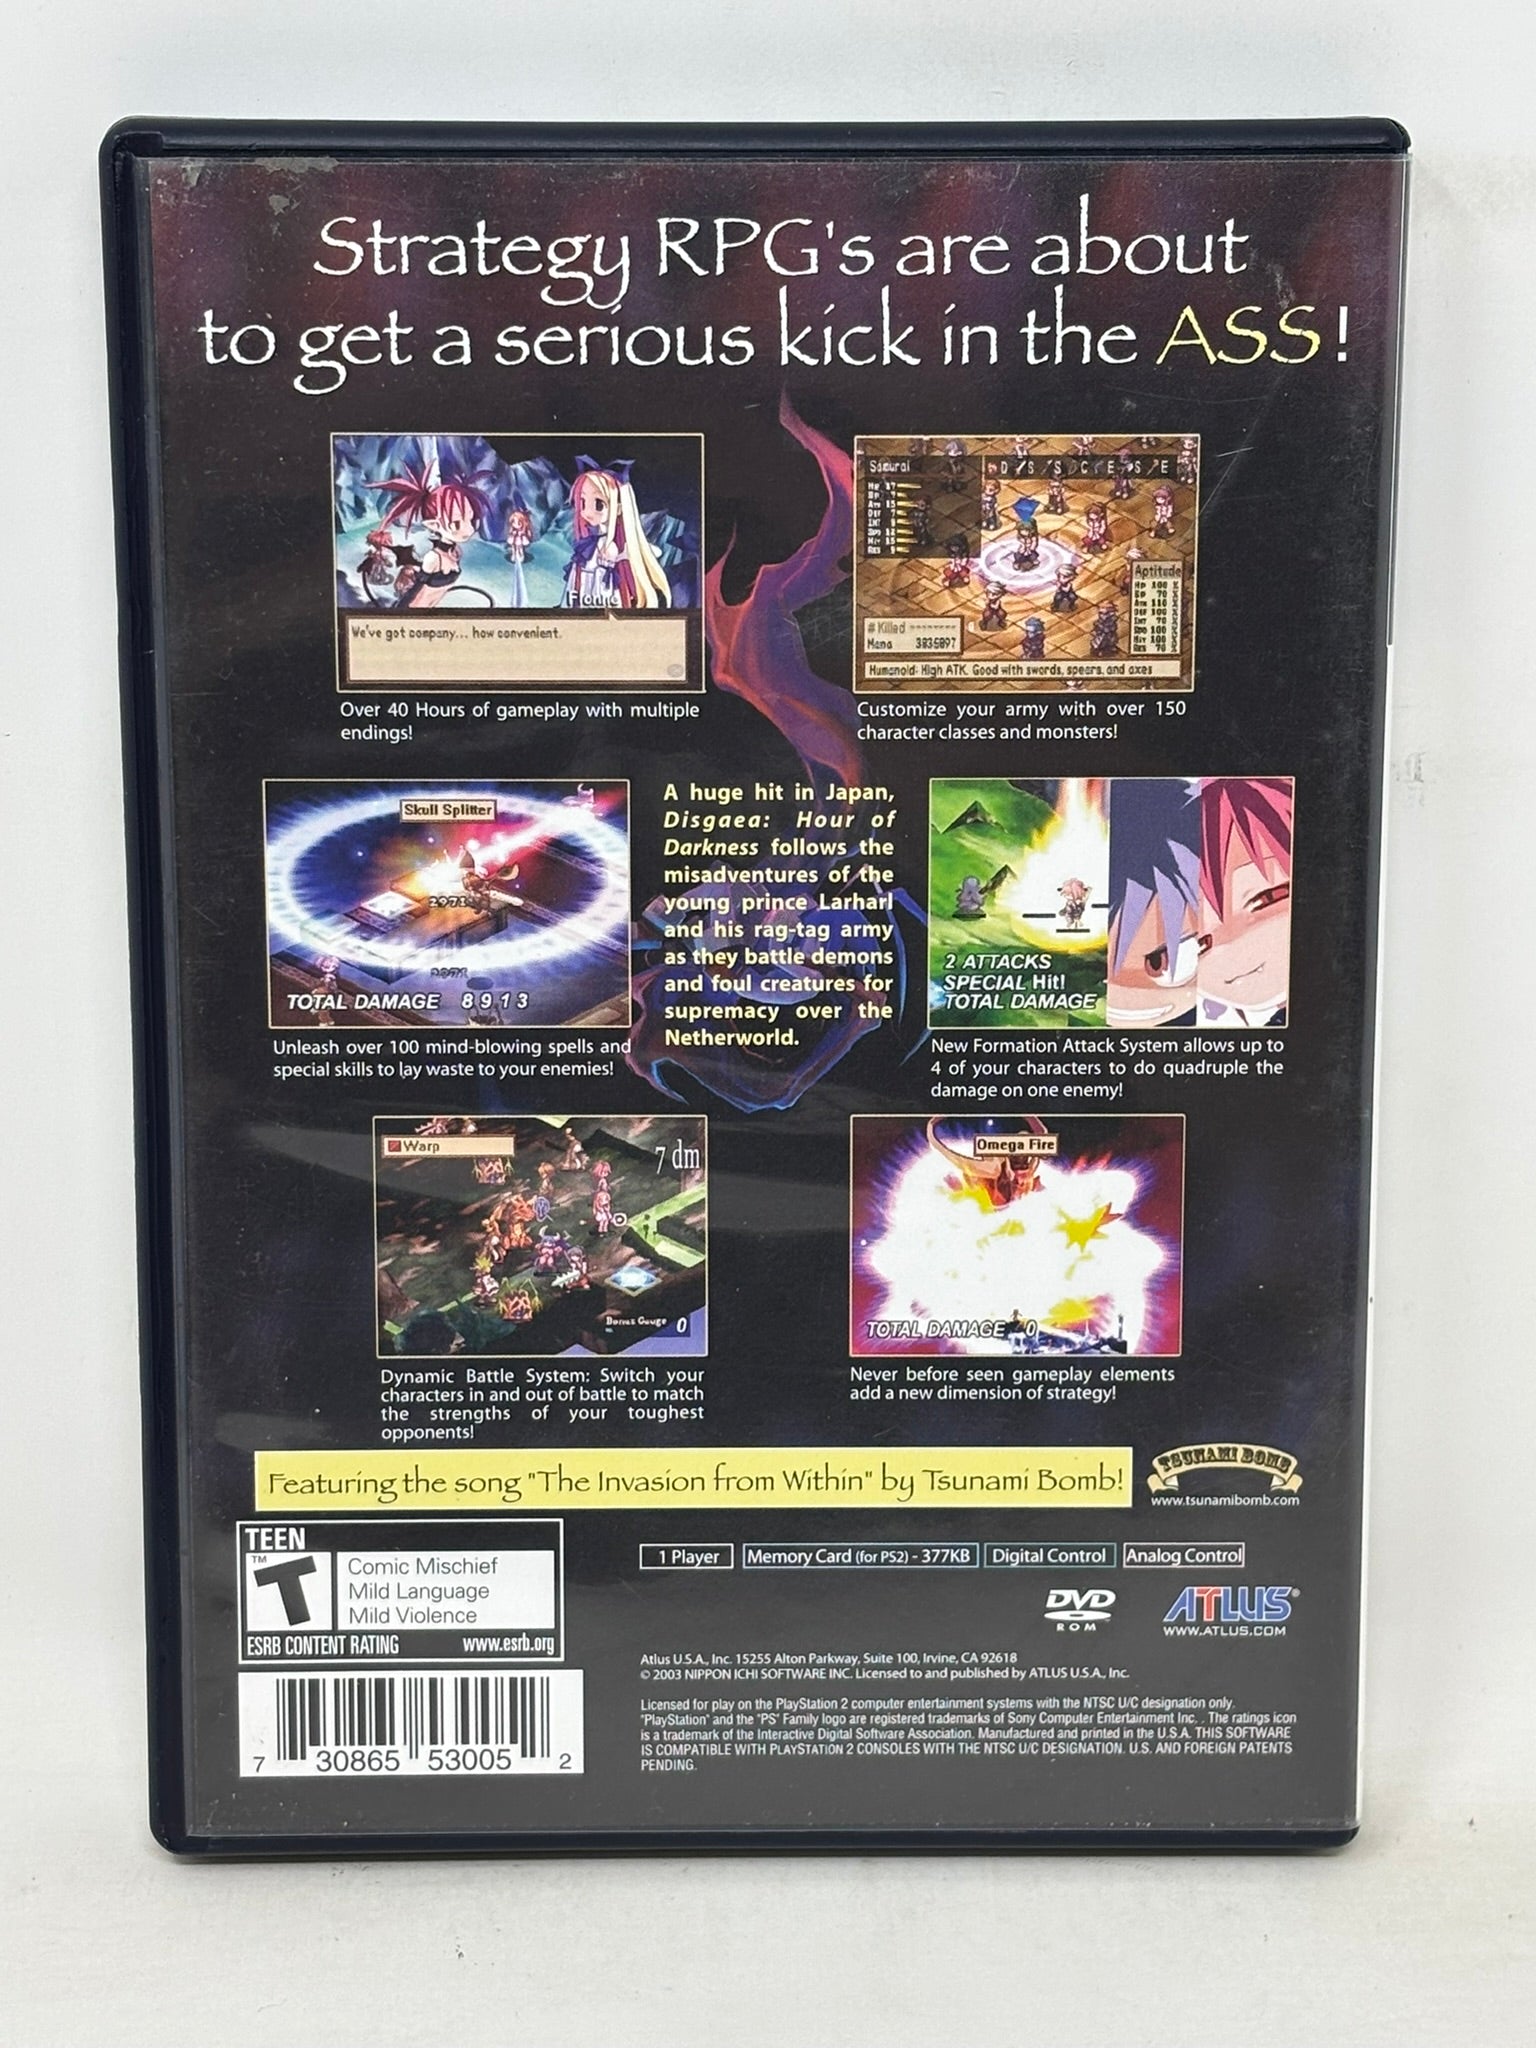 Strategy RPG's are about
to get a serious kick in the ASS!
Flonne
We've got company... how convenient.
Over 40 Hours of gameplay with multiple
endings!
Samurai
Aptitude
# Killed
Mana 3835897
Humanoid- High ATK. Good with swords, spears, and axes
Customize your army with over 150
character classes and monsters!
Skull Splitter
2971
2971
TOTAL DAMAGE 8913
Unleash over 100 mind-blowing spells and
special skills to lay waste to your enemies!
A huge hit in Japan,
Disgaea: Hour of
Darkness follows the
misadventures of the
young prince Larharl
and his rag-tag army
as they battle demons
and foul creatures for
supremacy over the
Netherworld.
2 ATTACKS
SPECIAL Hit!
TOTAL DAMAGE
New Formation Attack System allows up to
4 of your characters to do quadruple the
damage on one enemy!
Warp
7 dm
Bonus Gauge 0
Dynamic Battle System: Switch your
characters in and out of battle to match
the strengths of your toughest
opponents!
Omega Fire
TOTAL DAMAGE 0
Never before seen gameplay elements
add a new dimension of strategy!
Featuring the song "The Invasion from Within" by Tsunami Bomb!
TSUNAMI BOMB
www.tsunamibomb.com
TEEN
T
TM
Comic Mischief
Mild Language
Mild Violence
ESRB CONTENT RATING www.esrb.org
1 Player
Memory Card (for PS2) - 377KB
Digital Control
Analog Control
DVD
ROM
ATLUS®
WWW.ATLUS.COM
Atlus U.S.A., Inc. 15255 Alton Parkway, Suite 100, Irvine, CA 92618
© 2003 NIPPON ICHI SOFTWARE INC. Licensed to and published by ATLUS U.S.A., Inc.
Licensed for play on the PlayStation 2 computer entertainment systems with the NTSC U/C designation only.
"PlayStation" and the "PS" Family logo are registered trademarks of Sony Computer Entertainment Inc. . The ratings icon
is a trademark of the Interactive Digital Software Association. Manufactured and printed in the U.S.A. THIS SOFTWARE
IS COMPATIBLE WITH PLAYSTATION 2 CONSOLES WITH THE NTSC U/C DESIGNATION. U.S. AND FOREIGN PATENTS
PENDING.
7 30865 53005 2